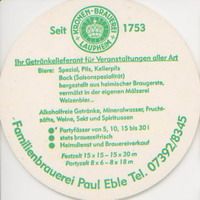 KRONEN-BRAUEREI
LAUPHEIM
Seit 1753
Ihr Getränkelieferant für Veranstaltungen aller Art
Biere: Spezial, Pils, Kellerpils
Bock (Saisonspezialität)
hergestellt aus heimischer Braugerste,
vermälzt in der eigenen Mälzerei
Weizenbier...
Alkoholfreie Getränke, Mineralwasser, Frucht-
säfte, Weine, Sekt und Spirituosen
Partyfässer von 5, 10, 15 bis 30 l
stets brauereifrisch
Heimdienst und Brauereiverkauf
Festzelt 15 x 15 – 15 x 30 m
Partyzelt 8 x 6 – 8 x 18 m
Familienbrauerei Paul Eble Tel. 07392/8345